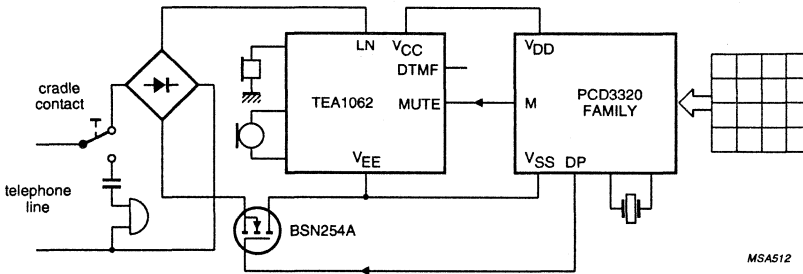 LN
VCC
DTMF
TEA1062
MUTE
VEE
VDD
PCD3320
FAMILY
M
VSS DP
cradle
contact
telephone
line
BSN254A
MSA512